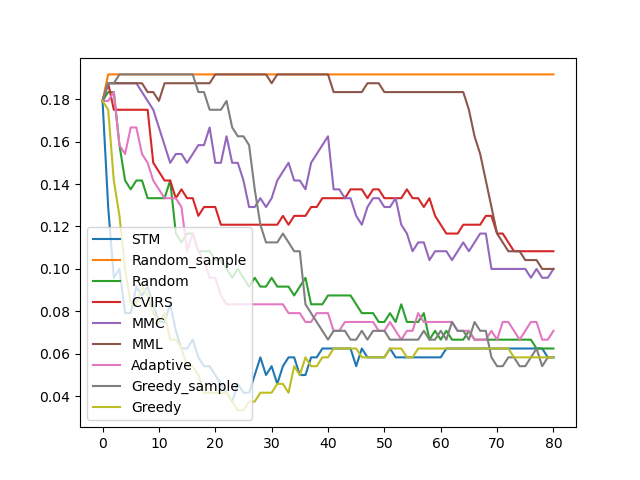 0.18
0.16
0.14
0.12
0.10
0.08
0.06
0.04
STM
Random_sample
Random
CVIRS
MMC
MML
Adaptive
Greedy_sample
Greedy
0 10 20 30 40 50 60 70 80